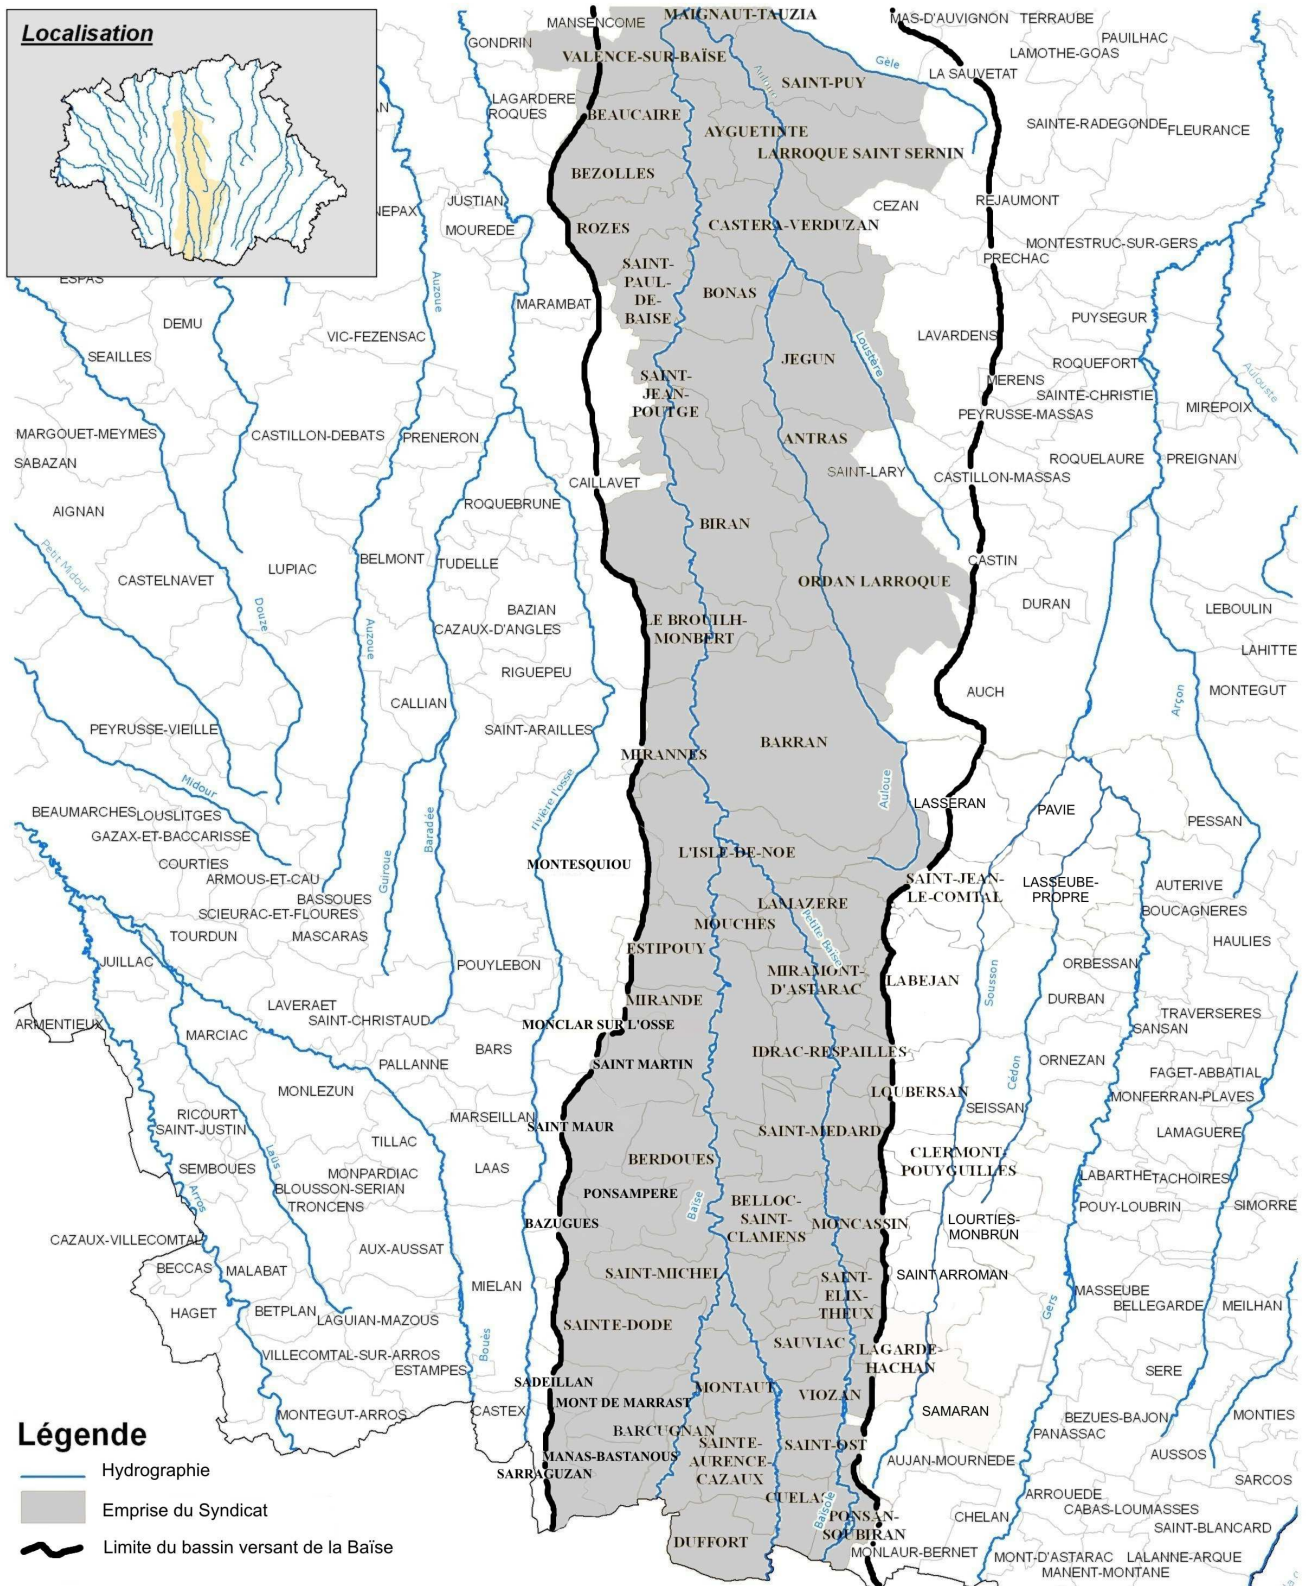 Localisation
MANSENCOME
MAIGNAUT-TAUZIA
MAS-D'AUVIGNON
TERRAUBE
GONDRIN
VALENCE-SUR-BAÏSE
Gèle
PAUILHAC
LAMOTHE-GOAS
LA SAUVETAT
Auloue
SAINT-PUY
LAGARDERE
ROQUES
BEAUCAIRE
AN
AYGUETINTE
SAINTE-RADEGONDE
FLEURANCE
LARROQUE SAINT SERNIN
BEZOLLES
NEPAX
JUSTIAN
MOUREDE
CEZAN
REJAUMONT
ROZES
CASTERA-VERDUZAN
MONTESTRUC-SUR-GERS
PRECHAC
ESPAS
Auzoue
SAINT-
PAUL-
DE-
BAISE
BONAS
MARAMBAT
DEMU
VIC-FEZENSAC
PUYSEGUR
LAVARDENS
SEAILLES
Loustère
JEGUN
ROQUEFORT
Aulouste
SAINT-
JEAN-
POUTGE
MERENS
SAINTE-CHRISTIE
PEYRUSSE-MASSAS
MIREPOIX
MARGOUET-MEYMES
CASTILLON-DEBATS
PRENERON
ANTRAS
SABAZAN
SAINT-LARY
CASTILLON-MASSAS
ROQUELAURE
PREIGNAN
CAILLAVET
AIGNAN
ROQUEBRUNE
BIRAN
Petit Midour
BELMONT
TUDELLE
CASTIN
LUPIAC
CASTELNAVET
ORDAN LARROQUE
Douze
Auzoue
BAZIAN
CAZAUX-D'ANGLES
LE BROUILH-
MONBERT
DURAN
LEBOULIN
LAHITTE
RIGUEPEU
AUCH
MONTEGUT
Arçon
CALLIAN
PEYRUSSE-VIEILLE
SAINT-ARAILLES
MIRANNES
BARRAN
Midour
rivière l'osse
Auloue
BEAUMARCHES
LOUSLITGES
Baradée
LASSERAN
PAVIE
PESSAN
GAZAX-ET-BACCARISSE
COURTIES
ARMOUS-ET-CAU
Guiroue
MONTESQUIOU
L'ISLE-DE-NOE
SAINT-JEAN-
LE-COMTAL
LASSEUBE-
PROPRE
AUTERIVE
BASSOUES
SCIEURAC-ET-FLOURES
LAMAZERE
MOUCHES
BOUCAGNERES
TOURDUN
MASCARAS
Petite Baïse
ESTIPOUY
HAULIES
JUILLAC
POUYLEBON
MIRAMONT-
D'ASTARAC
LABEJAN
Sousson
ORBESSAN
LAVERAET
MIRANDE
DURBAN
TRAVERSERES
ARMENTIEUX
SAINT-CHRISTAUD
MONCLAR SUR L'OSSE
SANSAN
MARCIAC
BARS
IDRAC-RESPAILLES
ORNEZAN
PALLANNE
SAINT MARTIN
Cédon
FAGET-ABBATIAL
MONLEZUN
LOUBERSAN
MONFERRAN-PLAVES
RICOURT
SAINT-JUSTIN
MARSEILLAN
SAINT MAUR
SEISSAN
TILLAC
SAINT-MEDARD
LAMAGUERE
Laüs
SEMBOUES
MONPARDIAC
LAAS
BERDOUES
CLERMONT-
POUYGUILLES
LABARTHE
TACHOIRES
Arros
BLOUSSON-SERIAN
TRONCENS
PONSAMPERE
Baïse
BELLOC-
SAINT-
CLAMENS
MONCASSIN
LOURTIES-
MONBRUN
POUY-LOUBRIN
SIMORRE
BAZUGUES
CAZAUX-VILLECOMTAL
AUX-AUSSAT
BECCAS
MALABAT
MIELAN
SAINT-MICHEL
SAINT-
ELIX-
THEUX
SAINT ARROMAN
MASSEUBE
BELLEGARDE
MEILHAN
HAGET
BETPLAN
LAGUIAN-MAZOUS
Gers
SAINTE-DODE
Bouès
SAUVIAC
LAGARDE-
HACHAN
VILLECOMTAL-SUR-ARROS
ESTAMPES
SERE
SADEILLAN
MONTAUT
VIOZAN
MONT DE MARRAST
MONTEGUT-ARROS
CASTEX
SAMARAN
BEZUES-BAJON
MONTIES
Légende
BARCUGNAN
PANASSAC
SAINTE-
AURENCE-
CAZAUX
SAINT-OST
AUSSOS
MANAS-BASTANOUS
AUJAN-MOURNEDE
Hydrographie
SARRAGUZAN
SARCOS
CUELAS
Baïsole
ARROUEDE
Emprise du Syndicat
CABAS-LOUMASSES
PONSAN-
SOUBIRAN
CHELAN
SAINT-BLANCARD
DUFFORT
Limite du bassin versant de la Baïse
MONLAUR-BERNET
MONT-D'ASTARAC
LALANNE-ARQUE
MANENT-MONTANE